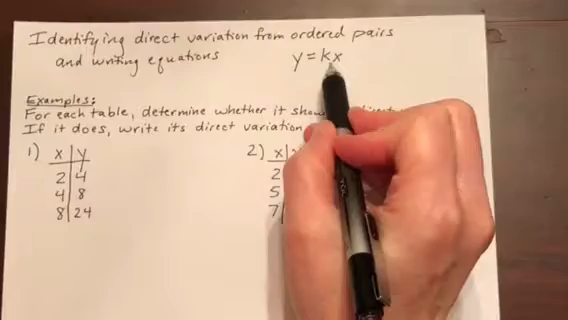 Identifying direct variation from ordered pairs
and writing equations
y = kx
Examples:
For each table, determine whether it show
If it does, write its direct variation
1) x y
2 4
4 8
8 24
2) x
2
5
7